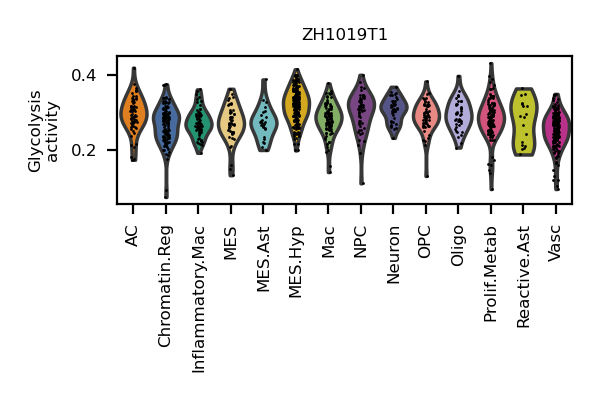 ZH1019T1
Glycolysis
activity
0.4
0.2
AC
Chromatin.Reg
Inflammatory.Mac
MES
MES.Ast
MES.Hyp
Mac
NPC
Neuron
OPC
Oligo
Prolif.Metab
Reactive.Ast
Vasc